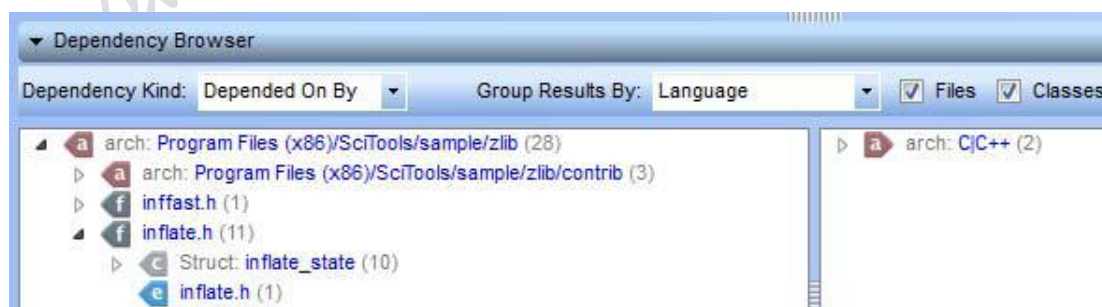 Dependency Browser
Dependency Kind: Depended On By Group Results By: Language Files Classes
arch: Program Files (x86)/SciTools/sample/zlib (28)
arch: Program Files (x86)/SciTools/sample/zlib/contrib (3)
inffast.h (1)
inflate.h (11)
Struct: inflate_state (10)
inflate.h (1)
arch: C|C++ (2)